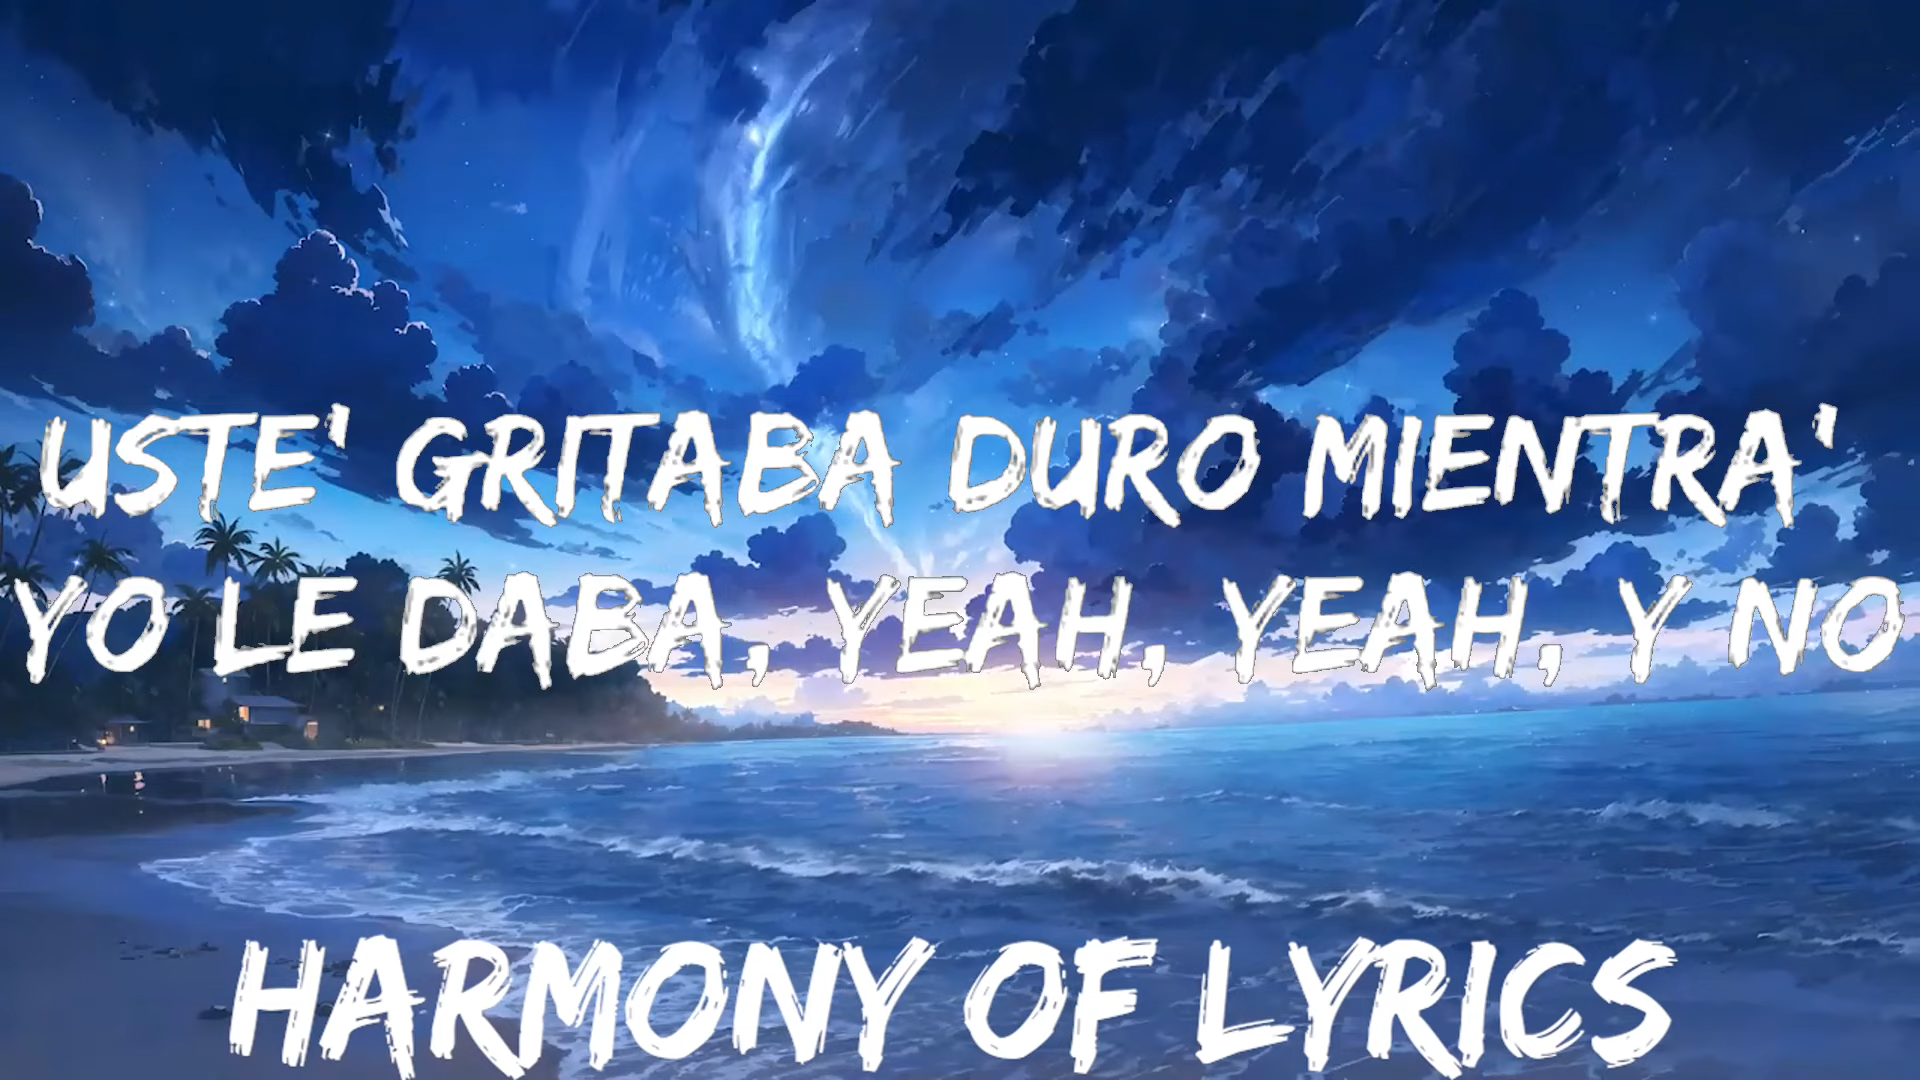 USTE' GRITABA DURO MIENTRA'
YO LE DABA, YEAH, YEAH, Y NO
HARMONY OF LYRICS